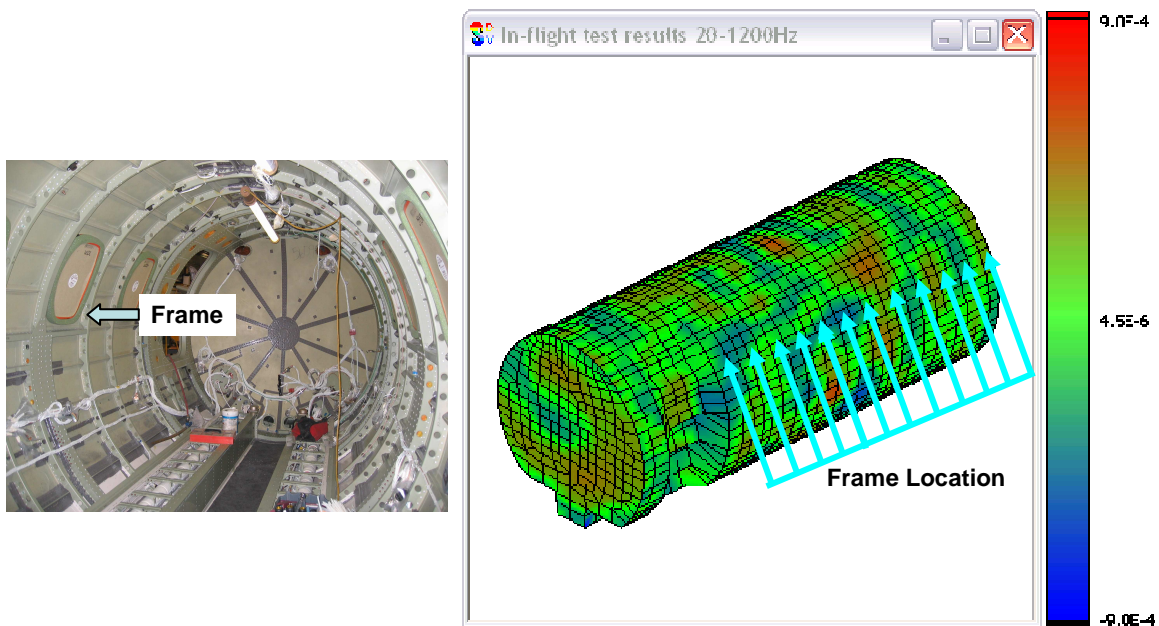 In-flight test results 20-1200Hz
9.0E-4
Frame
4.5E-6
Frame Location
-9.0E-4